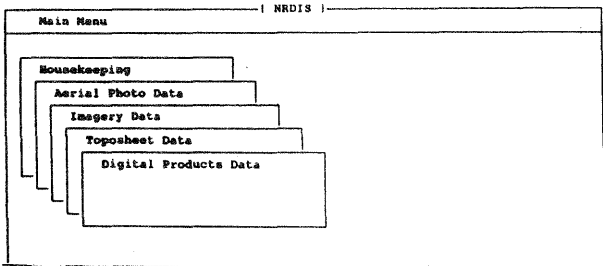 NRDIS
Main Menu
Housekeeping
Aerial Photo Data
Imagery Data
Toposheet Data
Digital Products Data